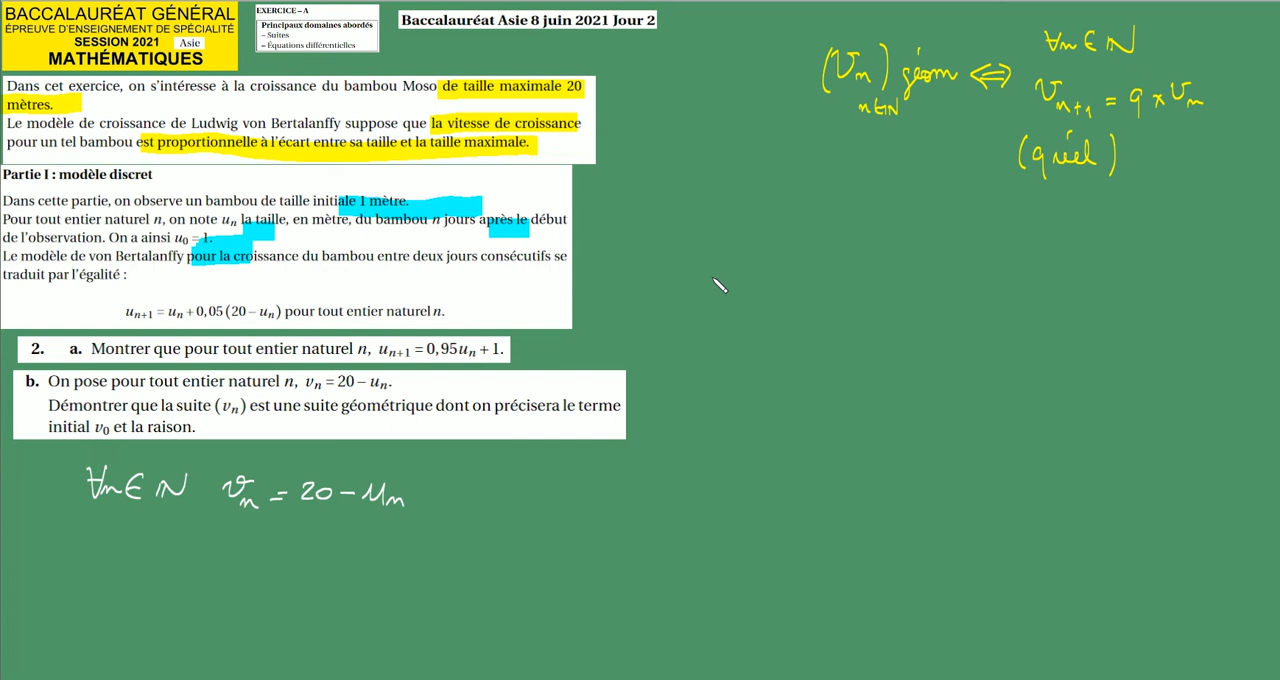 BACCALAURÉAT GÉNÉRAL
ÉPREUVE D'ENSEIGNEMENT DE SPÉCIALITÉ
SESSION 2021 Asie
MATHÉMATIQUES
EXERCICE – A
Principaux domaines abordés
– Suites
– Équations différentielles
Baccalauréat Asie 8 juin 2021 Jour 2
Dans cet exercice, on s'intéresse à la croissance du bambou Moso de taille maximale 20
mètres.
Le modèle de croissance de Ludwig von Bertalanffy suppose que la vitesse de croissance
pour un tel bambou est proportionnelle à l'écart entre sa taille et la taille maximale.
Partie I : modèle discret
Dans cette partie, on observe un bambou de taille initiale 1 mètre.
Pour tout entier naturel n, on note uₙ la taille, en mètre, du bambou n jours après le début
de l'observation. On a ainsi u₀ = 1.
Le modèle de von Bertalanffy pour la croissance du bambou entre deux jours consécutifs se
traduit par l'égalité :
uₙ₊₁ = uₙ + 0,05 (20 – uₙ) pour tout entier naturel n.
2. a. Montrer que pour tout entier naturel n, uₙ₊₁ = 0,95uₙ + 1.
b. On pose pour tout entier naturel n, vₙ = 20 – uₙ.
Démontrer que la suite (vₙ) est une suite géométrique dont on précisera le terme
initial v₀ et la raison.
∀n ∈ ℕ vₙ = 20 – uₙ
(Vₙ)n∈ℕ géom ⟺
∀n ∈ ℕ
Vₙ₊₁ = q × Vₙ
(q réel)